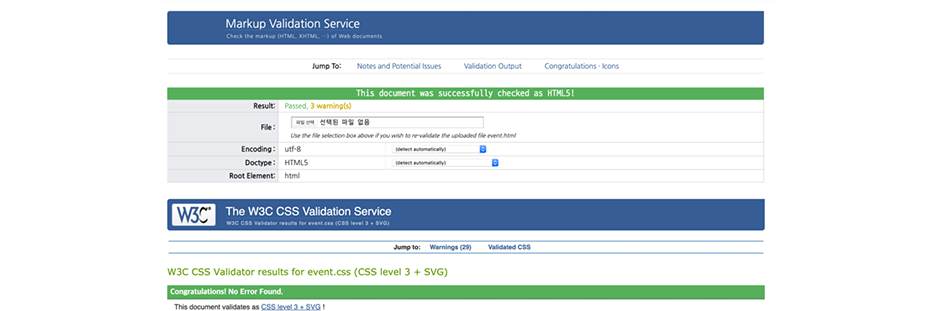 Markup Validation Service
Check the markup (HTML, XHTML, …) of Web documents
Jump To: Notes and Potential Issues Validation Output Congratulations · Icons
This document was successfully checked as HTML5!
Result: Passed, 3 warning(s)
File : 파일 선택 선택된 파일 없음
Use the file selection box above if you wish to re-validate the uploaded file event.html
Encoding : utf-8 (detect automatically)
Doctype : HTML5 (detect automatically)
Root Element: html
W3C® The W3C CSS Validation Service
W3C CSS Validator results for event.css (CSS level 3 + SVG)
Jump to: Warnings (29) Validated CSS
W3C CSS Validator results for event.css (CSS level 3 + SVG)
Congratulations! No Error Found.
This document validates as CSS level 3 + SVG !